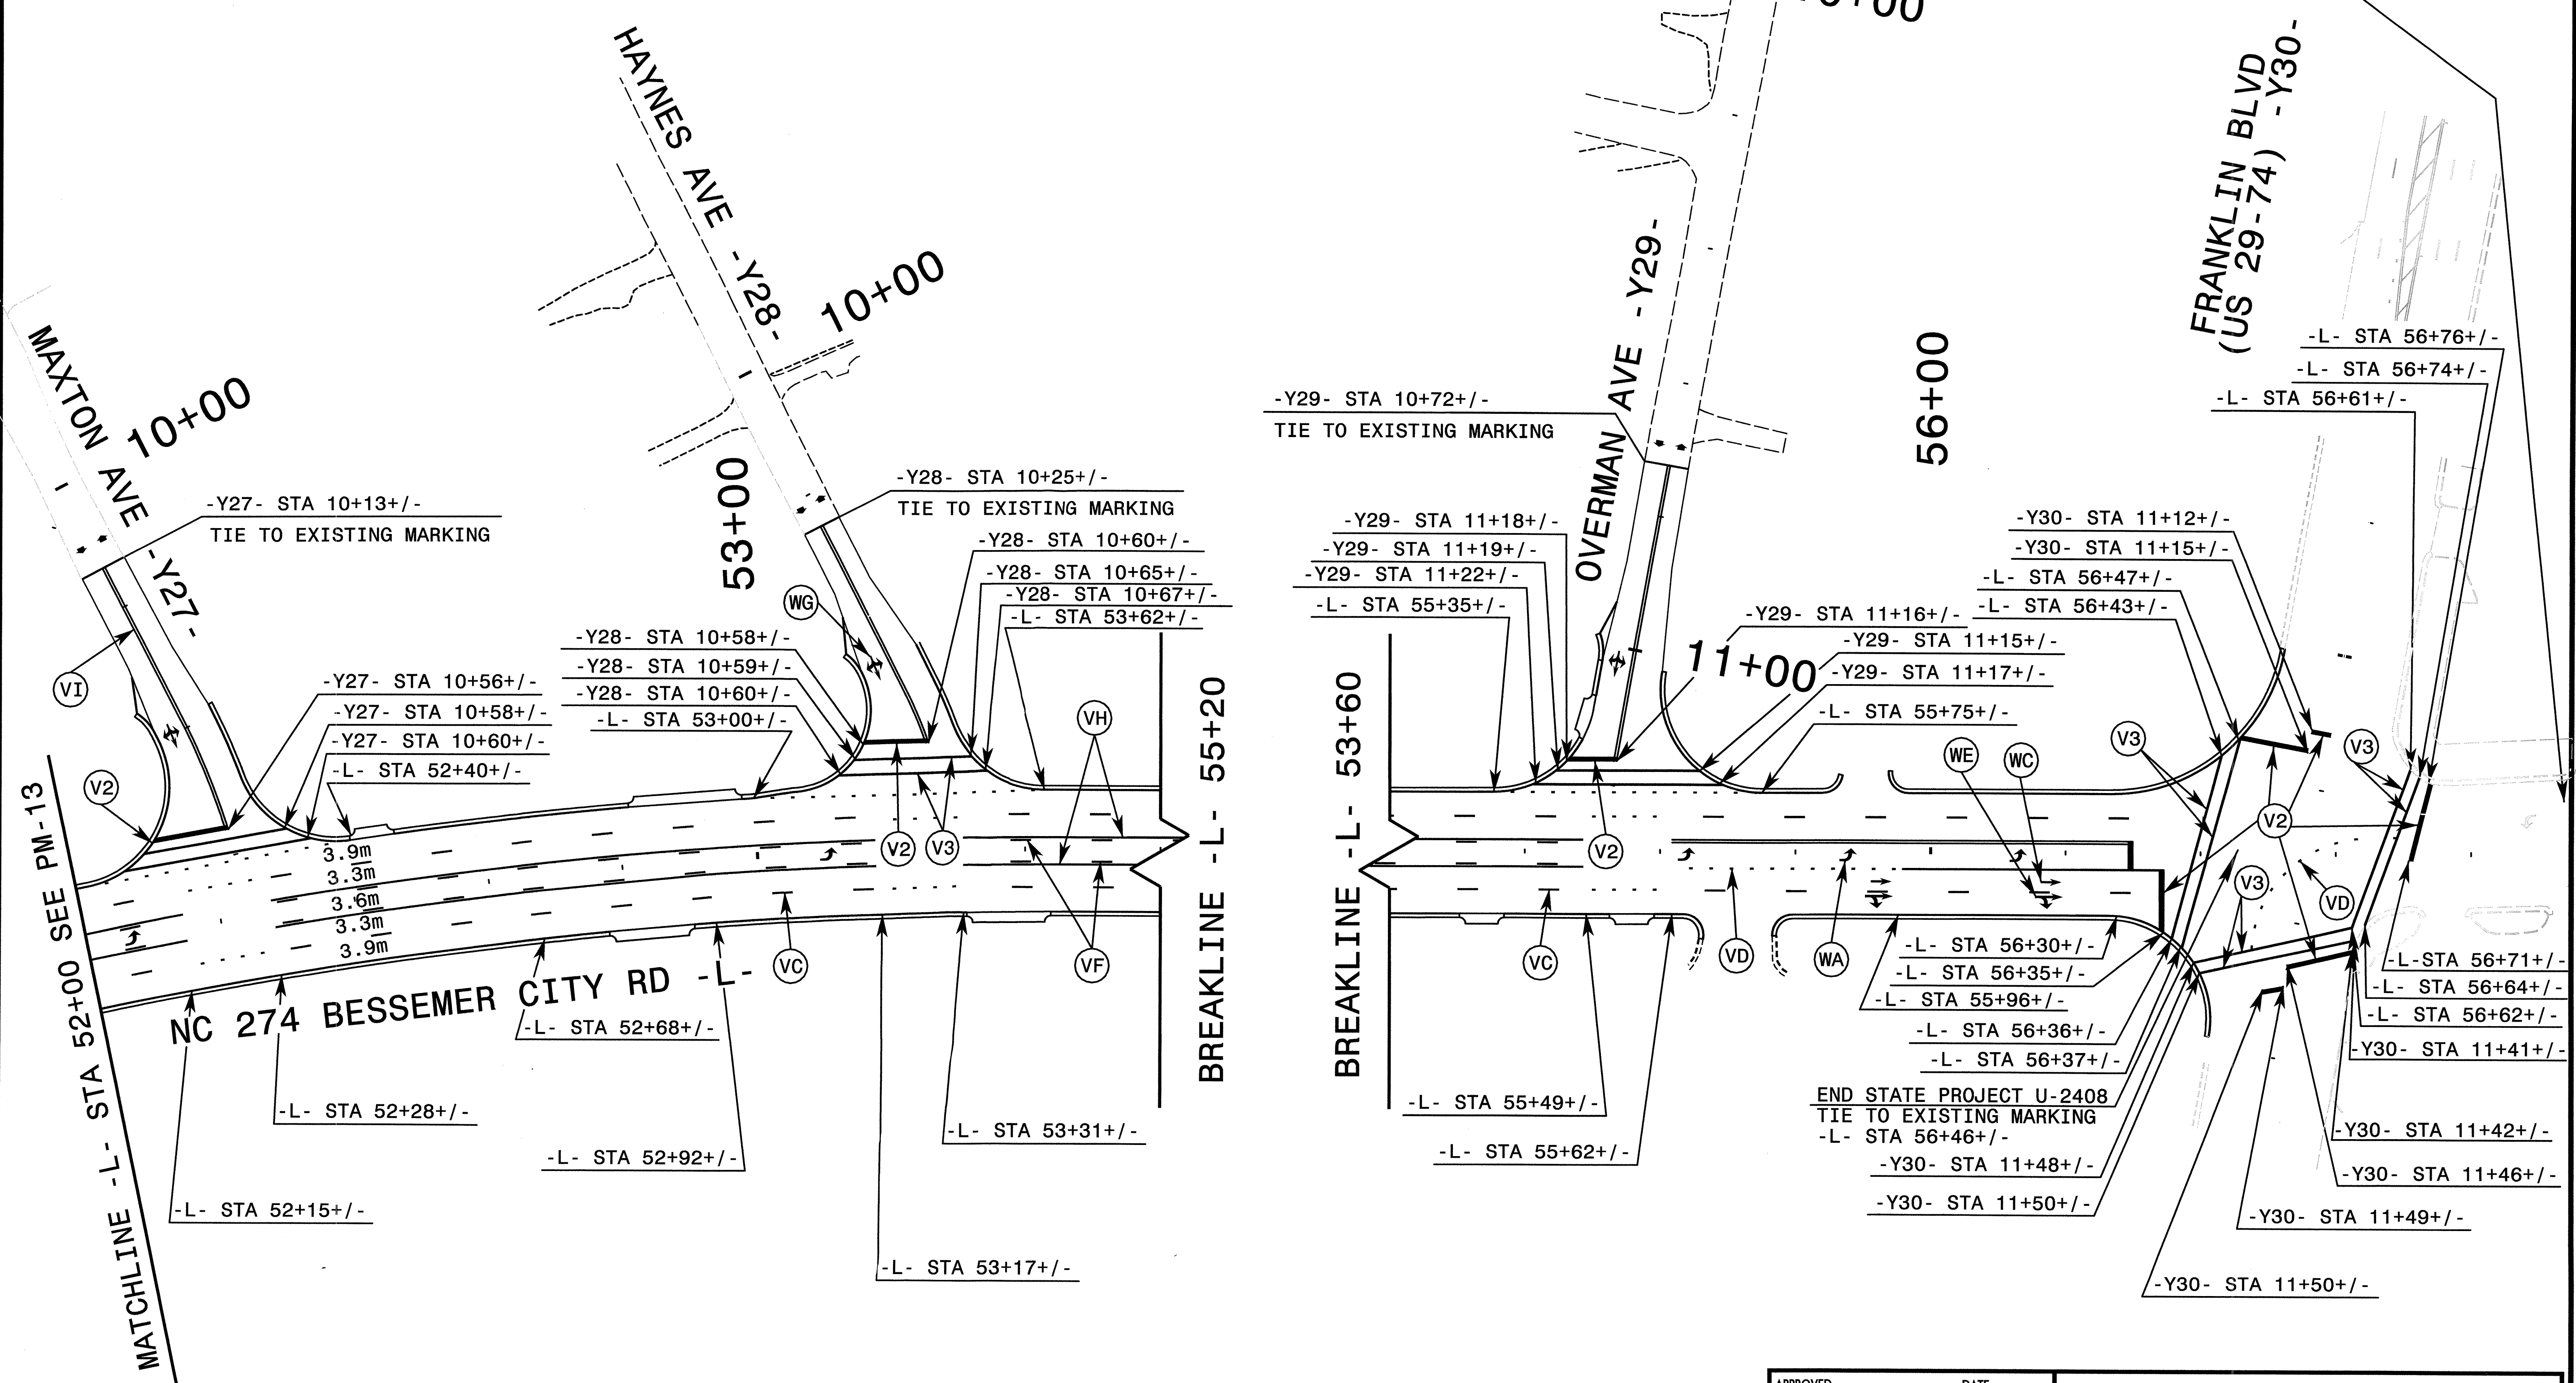 HAYNES AVE -Y28-
10+00
MAXTON AVE -Y27-
10+00
53+00
-Y27- STA 10+13+/-
TIE TO EXISTING MARKING
-Y28- STA 10+25+/-
TIE TO EXISTING MARKING
-Y28- STA 10+60+/-
-Y28- STA 10+65+/-
-Y28- STA 10+67+/-
-L- STA 53+62+/-
WG
-Y28- STA 10+58+/-
-Y28- STA 10+59+/-
-Y28- STA 10+60+/-
-L- STA 53+00+/-
VI
V2
-Y27- STA 10+56+/-
-Y27- STA 10+58+/-
-Y27- STA 10+60+/-
-L- STA 52+40+/-
VH
V2
V3
3.9m
3.3m
3.6m
3.3m
3.9m
VC
VF
NC 274 BESSEMER CITY RD -L-
MATCHLINE -L- STA 52+00 SEE PM-13
-L- STA 52+68+/-
-L- STA 52+28+/-
-L- STA 52+92+/-
-L- STA 53+31+/-
-L- STA 52+15+/-
-L- STA 53+17+/-
BREAKLINE -L- 55+20
BREAKLINE -L- 53+60
OVERMAN AVE -Y29-
56+00
FRANKLIN BLVD
(US 29-74) -Y30-
-Y29- STA 10+72+/-
TIE TO EXISTING MARKING
-Y29- STA 11+18+/-
-Y29- STA 11+19+/-
-Y29- STA 11+22+/-
-L- STA 55+35+/-
11+00
-Y29- STA 11+16+/-
-Y29- STA 11+15+/-
-Y29- STA 11+17+/-
-L- STA 55+75+/-
-Y30- STA 11+12+/-
-Y30- STA 11+15+/-
-L- STA 56+47+/-
-L- STA 56+43+/-
-L- STA 56+76+/-
-L- STA 56+74+/-
-L- STA 56+61+/-
V3
V3
WE
WC
V2
V2
V3
VD
VC
VD
WA
-L- STA 56+30+/-
-L- STA 56+35+/-
-L- STA 55+96+/-
-L- STA 56+36+/-
-L- STA 56+37+/-
END STATE PROJECT U-2408
TIE TO EXISTING MARKING
-L- STA 56+46+/-
-Y30- STA 11+48+/-
-Y30- STA 11+50+/-
-L- STA 55+49+/-
-L- STA 55+62+/-
-L-STA 56+71+/-
-L- STA 56+64+/-
-L- STA 56+62+/-
-Y30- STA 11+41+/-
-Y30- STA 11+42+/-
-Y30- STA 11+46+/-
-Y30- STA 11+49+/-
-Y30- STA 11+50+/-